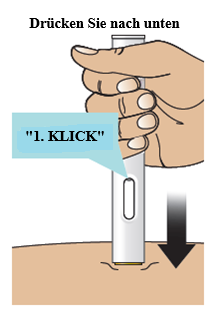 Drücken Sie nach unten
"1. KLICK"